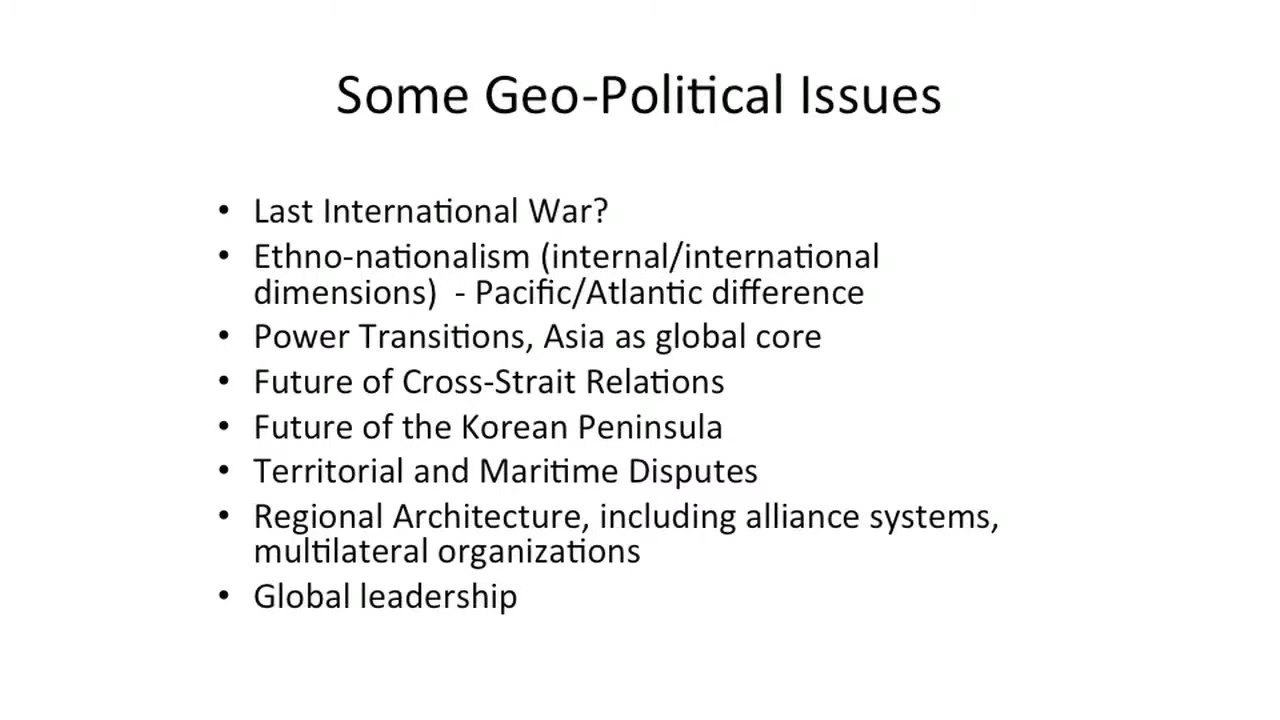 Some Geo-Political Issues
• Last International War?
• Ethno-nationalism (internal/international
dimensions)  - Pacific/Atlantic difference
• Power Transitions, Asia as global core
• Future of Cross-Strait Relations
• Future of the Korean Peninsula
• Territorial and Maritime Disputes
• Regional Architecture, including alliance systems,
multilateral organizations
• Global leadership